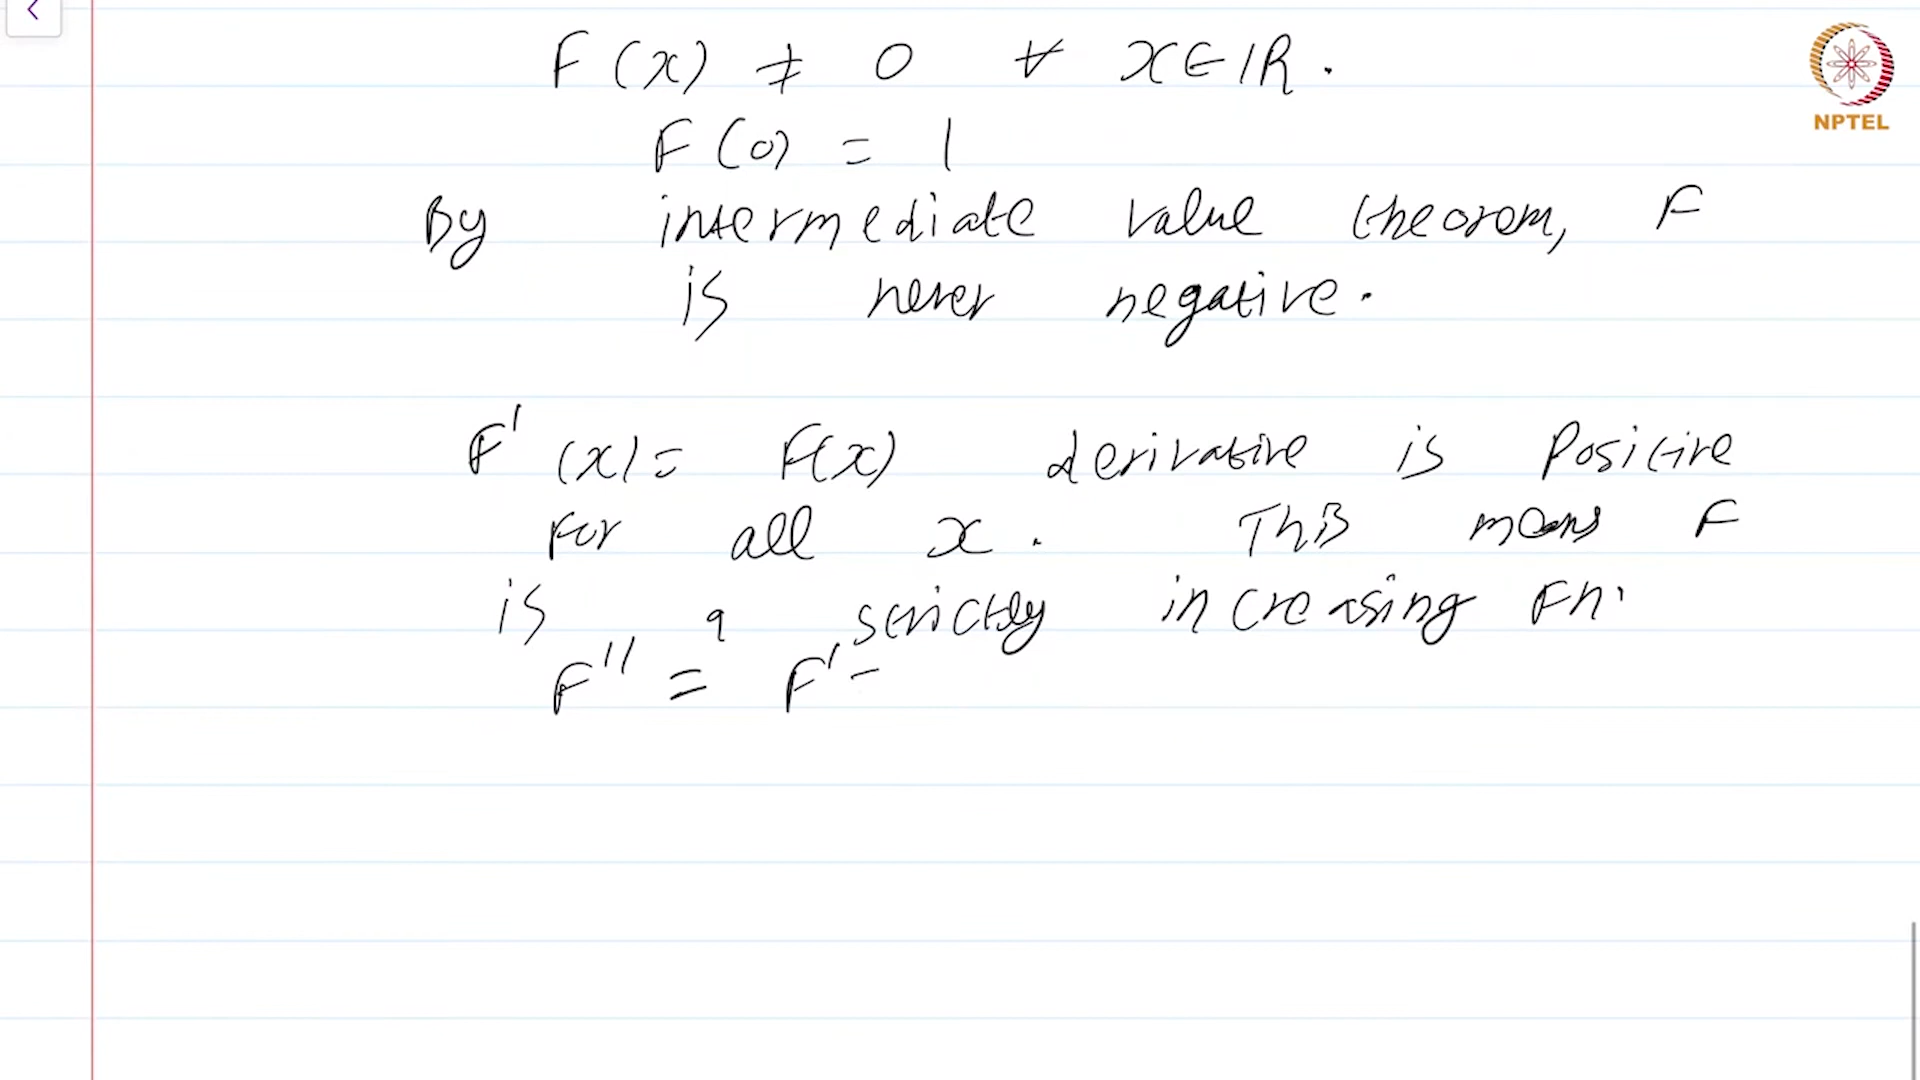 F(x) ≠ 0 ∀ x∈ℝ.
NPTEL
F(0) = 1
By intermediate value theorem, F
is never negative.
F'(x) = F(x) derivative is Positive
For all x. This means F
is a strictly increasing Fn.
F'' = F' =